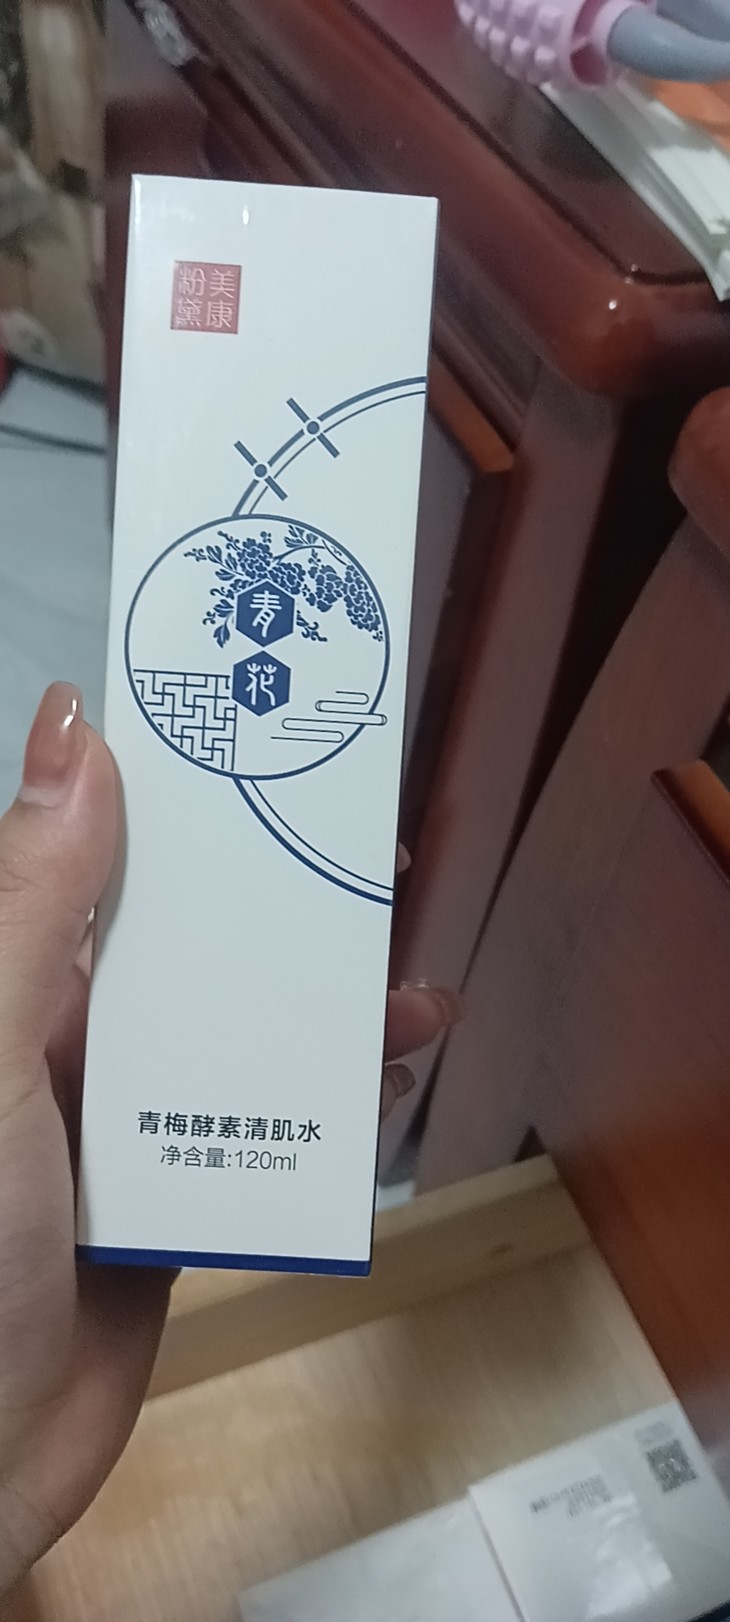 美康
粉黛
青
花
青梅酵素清肌水
净含量:120ml